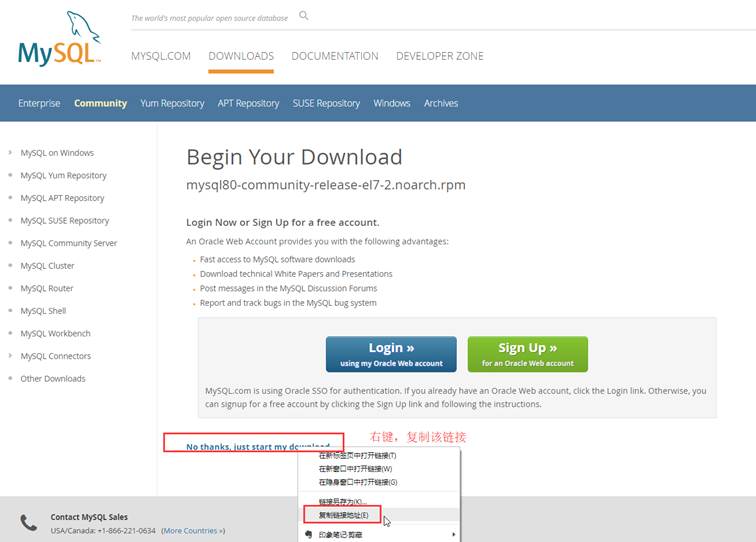 The world's most popular open source database
MySQL™
MYSQL.COM DOWNLOADS DOCUMENTATION DEVELOPER ZONE
Enterprise Community Yum Repository APT Repository SUSE Repository Windows Archives
MySQL on Windows
MySQL Yum Repository
MySQL APT Repository
MySQL SUSE Repository
MySQL Community Server
MySQL Cluster
MySQL Router
MySQL Shell
MySQL Workbench
MySQL Connectors
Other Downloads
Begin Your Download
mysql80-community-release-el7-2.noarch.rpm
Login Now or Sign Up for a free account.
An Oracle Web Account provides you with the following advantages:
Fast access to MySQL software downloads
Download technical White Papers and Presentations
Post messages in the MySQL Discussion Forums
Report and track bugs in the MySQL bug system
Login »
using my Oracle Web account
Sign Up »
for an Oracle Web account
MySQL.com is using Oracle SSO for authentication. If you already have an Oracle Web account, click the Login link. Otherwise, you
can signup for a free account by clicking the Sign Up link and following the instructions.
No thanks, just start my download
右键，复制该链接
在新标签页中打开链接(T)
在新窗口中打开链接(W)
在隐身窗口中打开链接(G)
链接另存为(K)...
复制链接地址(E)
印象笔记·剪藏
Contact MySQL Sales
USA/Canada: +1-866-221-0634 (More Countries »)